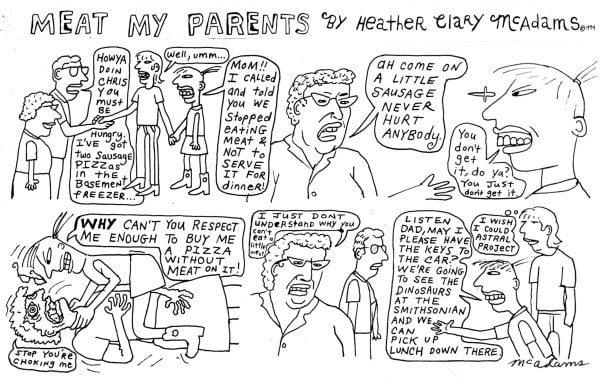 MEAT MY PARENTS BY Heather Clary McAdams ©1994
HOWYA
DOIN
CHRIS
YOU
MUST
BE
Hungry.
I'VE got
two Sausage
PIZZAS
in the
Basement
FREEZER...
Well, umm...
MOM!!
I called
and told
you WE
Stopped
EATING
MEAT &
NOT to
SERVE
IT FOR
dinner!
AH COME ON
A LITTLE
SAUSAGE
NEVER
HURT
ANYBODY.
You don't
get it,
do ya?
You Just
don't get it.
WHY CAN'T YOU RESPECT
ME ENOUGH TO BUY ME
A PIZZA
WITHOUT
MEAT ON IT!
STOP YOU'RE
CHOKING me
I JUST DONT
UNDERStAND WHY YOU
can't eat a
little
LISTEN
DAD, MAY I
PLEASE HAVE
THE KEYS TO
THE CAR?
WE'RE GOING
TO SEE THE
DINOSAURS
AT THE
SMITHSONIAN
AND WE
CAN
PICK UP
LUNCH DOWN THERE.
I WISH
I COULD
ASTRAL
PROJECT
McAdams